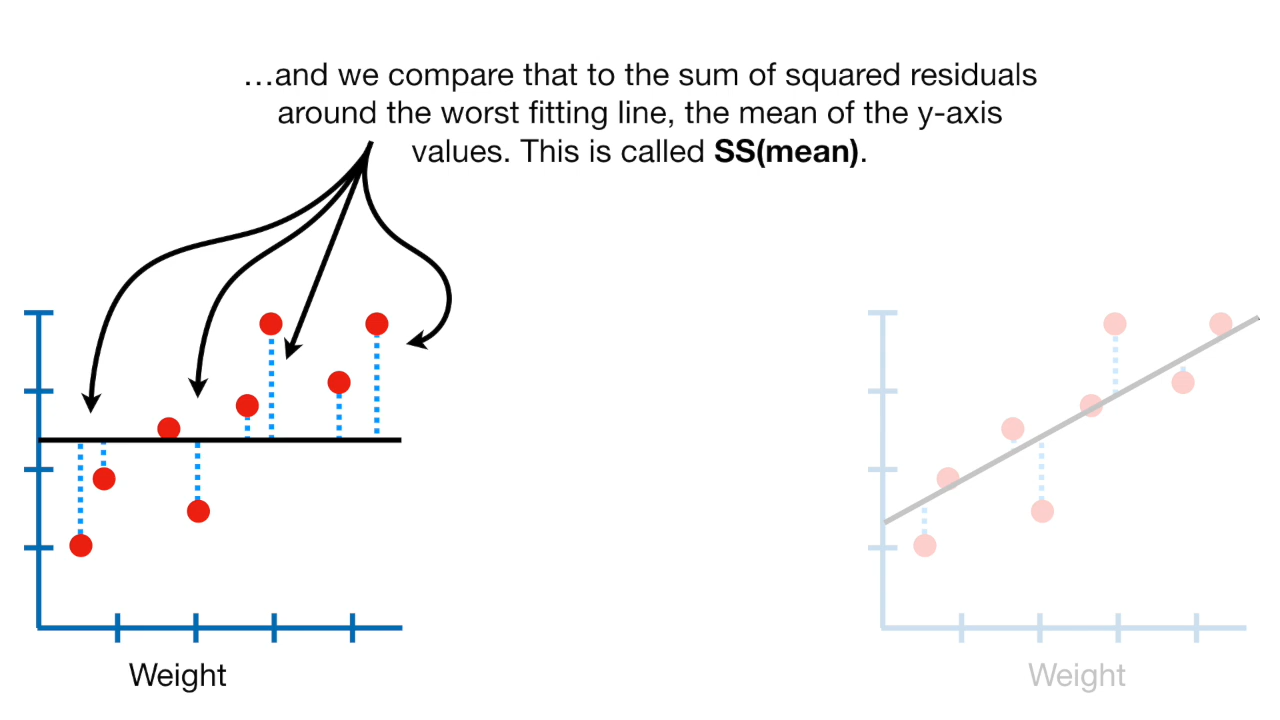 …and we compare that to the sum of squared residuals
around the worst fitting line, the mean of the y-axis
values. This is called SS(mean).
Weight
Weight